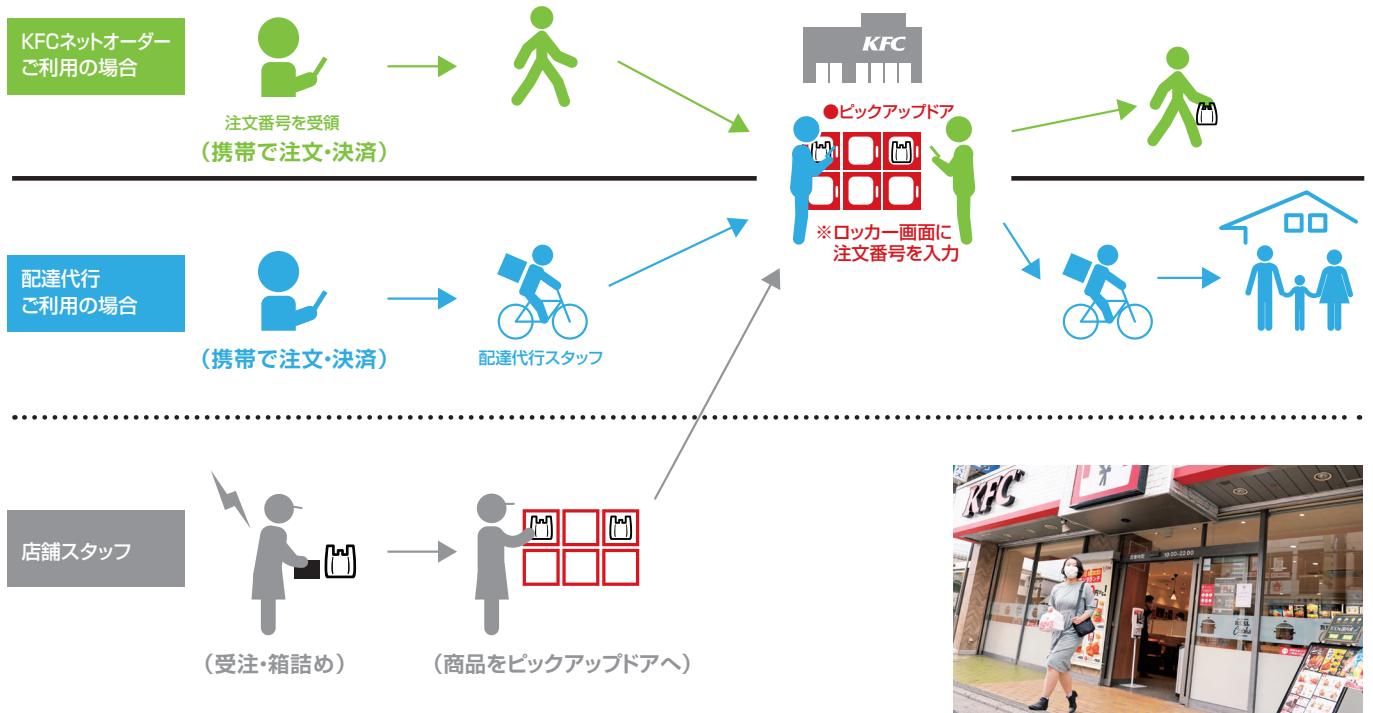 KFCネットオーダー
ご利用の場合
注文番号を受領
（携帯で注文・決済）
KFC
●ピックアップドア
※ロッカー画面に
注文番号を入力
配達代行
ご利用の場合
（携帯で注文・決済）
配達代行スタッフ
店舗スタッフ
（受注・箱詰め）
（商品をピックアップドアへ）
KFC
10:00-22:00